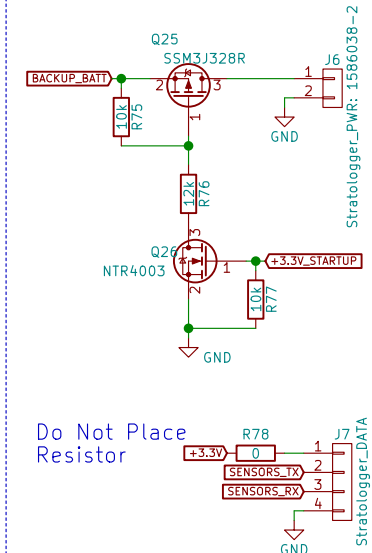 Q25
SSM3J328R
BACKUP_BATT
2
3
1
J6
1
2
GND
Stratologger_PWR: 1586038-2
10k
R75
12k
R76
Q26
NTR4003
3
1
2
+3.3V_STARTUP
10k
R77
GND
Do Not Place
Resistor
R78
J7
+3.3V
0
1
SENSORS_TX
2
SENSORS_RX
3
4
GND
Stratologger_DATA